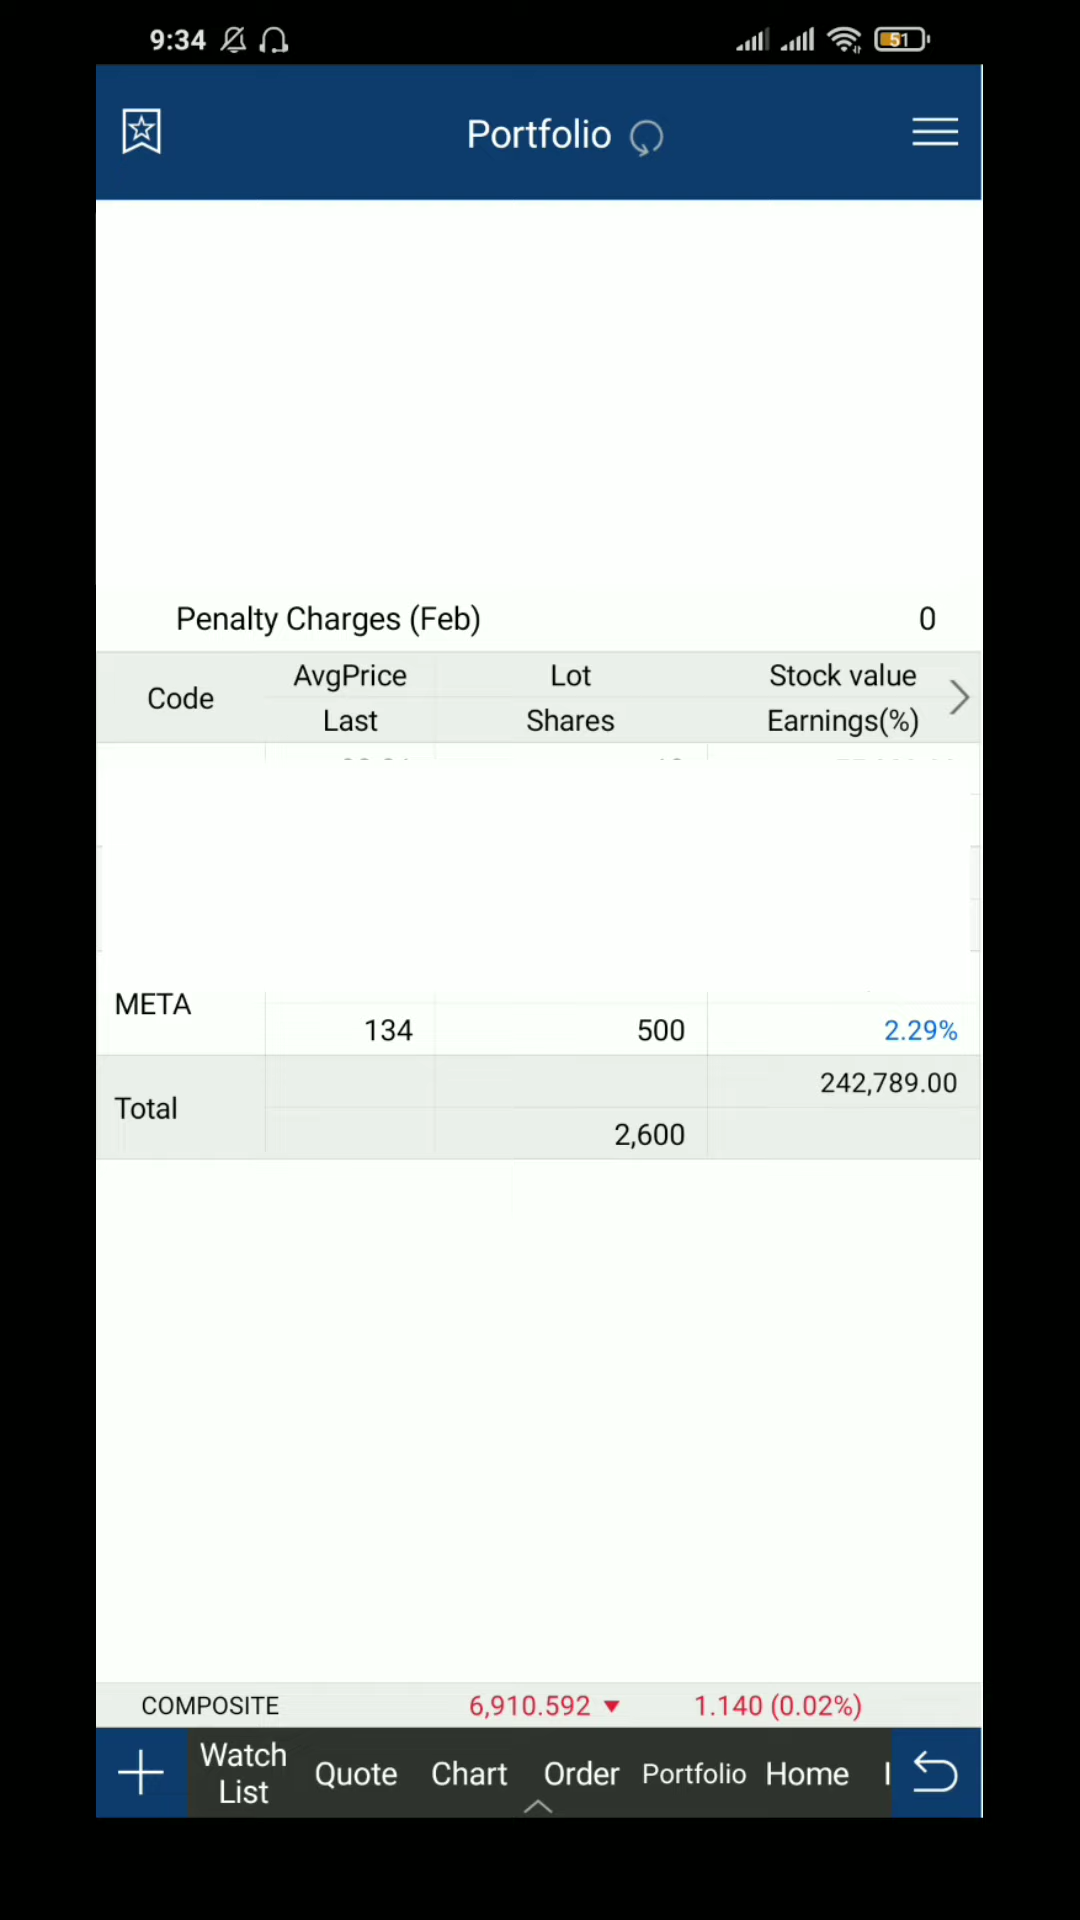 9:34
51
Portfolio
Penalty Charges (Feb) 0
Code AvgPrice Lot Stock value
Last Shares Earnings(%)
META
134 500 2.29%
Total 242,789.00
2,600
COMPOSITE 6,910.592 ▼ 1.140 (0.02%)
Watch List Quote Chart Order Portfolio Home